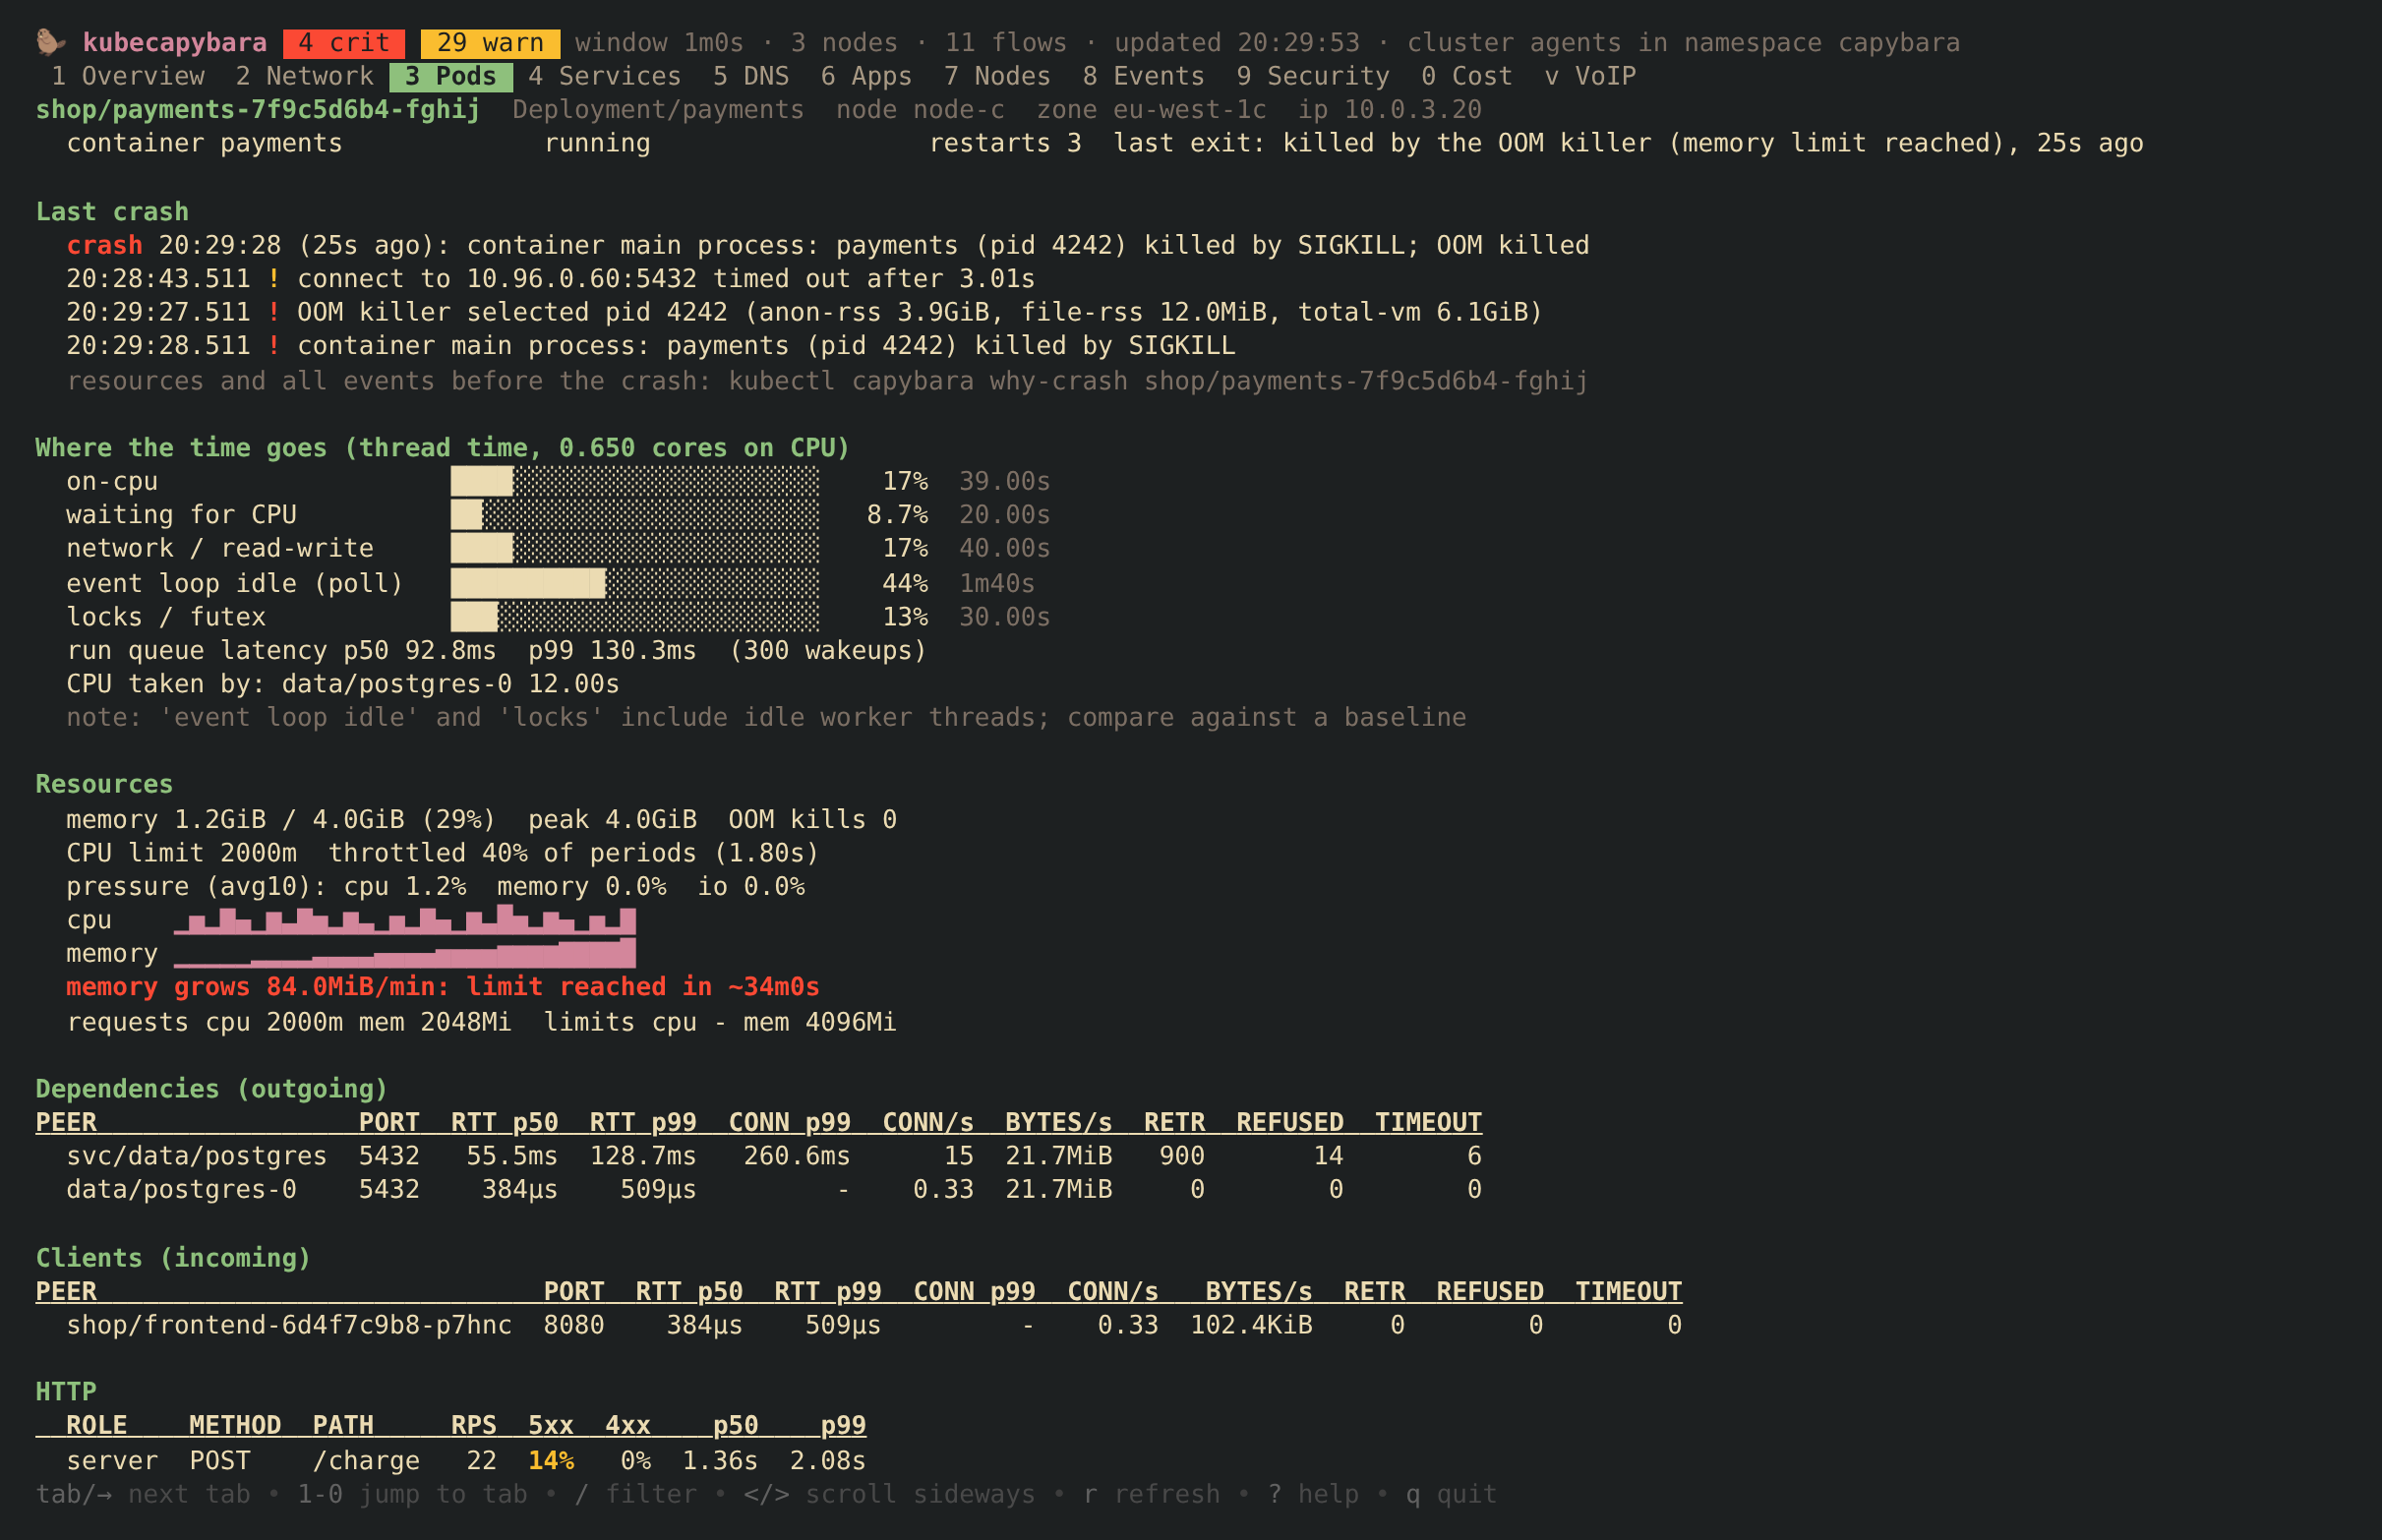 kubecapybara 4 crit 29 warn window 1m0s · 3 nodes · 11 flows · updated 20:29:53 · cluster agents in namespace capybara
1 Overview 2 Network 3 Pods 4 Services 5 DNS 6 Apps 7 Nodes 8 Events 9 Security 0 Cost v VoIP
shop/payments-7f9c5d6b4-fghij Deployment/payments node node-c zone eu-west-1c ip 10.0.3.20
container payments running restarts 3 last exit: killed by the OOM killer (memory limit reached), 25s ago
Last crash
crash 20:29:28 (25s ago): container main process: payments (pid 4242) killed by SIGKILL; OOM killed
20:28:43.511 ! connect to 10.96.0.60:5432 timed out after 3.01s
20:29:27.511 ! OOM killer selected pid 4242 (anon-rss 3.9GiB, file-rss 12.0MiB, total-vm 6.1GiB)
20:29:28.511 ! container main process: payments (pid 4242) killed by SIGKILL
resources and all events before the crash: kubectl capybara why-crash shop/payments-7f9c5d6b4-fghij
Where the time goes (thread time, 0.650 cores on CPU)
on-cpu 17% 39.00s
waiting for CPU 8.7% 20.00s
network / read-write 17% 40.00s
event loop idle (poll) 44% 1m40s
locks / futex 13% 30.00s
run queue latency p50 92.8ms p99 130.3ms (300 wakeups)
CPU taken by: data/postgres-0 12.00s
note: 'event loop idle' and 'locks' include idle worker threads; compare against a baseline
Resources
memory 1.2GiB / 4.0GiB (29%) peak 4.0GiB OOM kills 0
CPU limit 2000m throttled 40% of periods (1.80s)
pressure (avg10): cpu 1.2% memory 0.0% io 0.0%
cpu
memory
memory grows 84.0MiB/min: limit reached in ~34m0s
requests cpu 2000m mem 2048Mi limits cpu - mem 4096Mi
Dependencies (outgoing)
PEER PORT RTT p50 RTT p99 CONN p99 CONN/s BYTES/s RETR REFUSED TIMEOUT
svc/data/postgres 5432 55.5ms 128.7ms 260.6ms 15 21.7MiB 900 14 6
data/postgres-0 5432 384µs 509µs - 0.33 21.7MiB 0 0 0
Clients (incoming)
PEER PORT RTT p50 RTT p99 CONN p99 CONN/s BYTES/s RETR REFUSED TIMEOUT
shop/frontend-6d4f7c9b8-p7hnc 8080 384µs 509µs - 0.33 102.4KiB 0 0 0
HTTP
ROLE METHOD PATH RPS 5xx 4xx p50 p99
server POST /charge 22 14% 0% 1.36s 2.08s
tab/→ next tab • 1-0 jump to tab • / filter • </> scroll sideways • r refresh • ? help • q quit